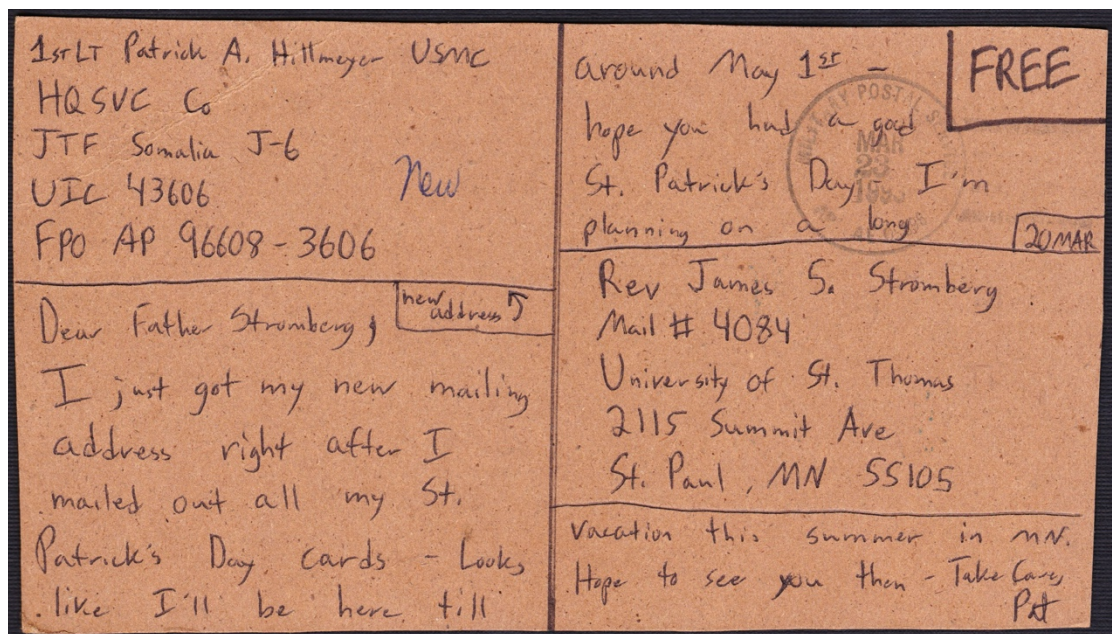 1st LT Patrick A. Hillmeyer USMC
HQ SVC Co
JTF Somalia J-6
UIC 43606
FPO AP 96608-3606
New
new address
Dear Father Stromberg,
I just got my new mailing
address right after I
mailed out all my St.
Patrick's Day cards - Looks
like I'll be here till
around May 1st -
hope you had a good
St. Patrick's Day. I'm
planning on a long
FREE
MAR
23
20MAR
Rev James S. Stromberg
Mail # 4084
University of St. Thomas
2115 Summit Ave
St. Paul, MN 55105
vacation this summer in MN.
Hope to see you then - Take Care,
Pat